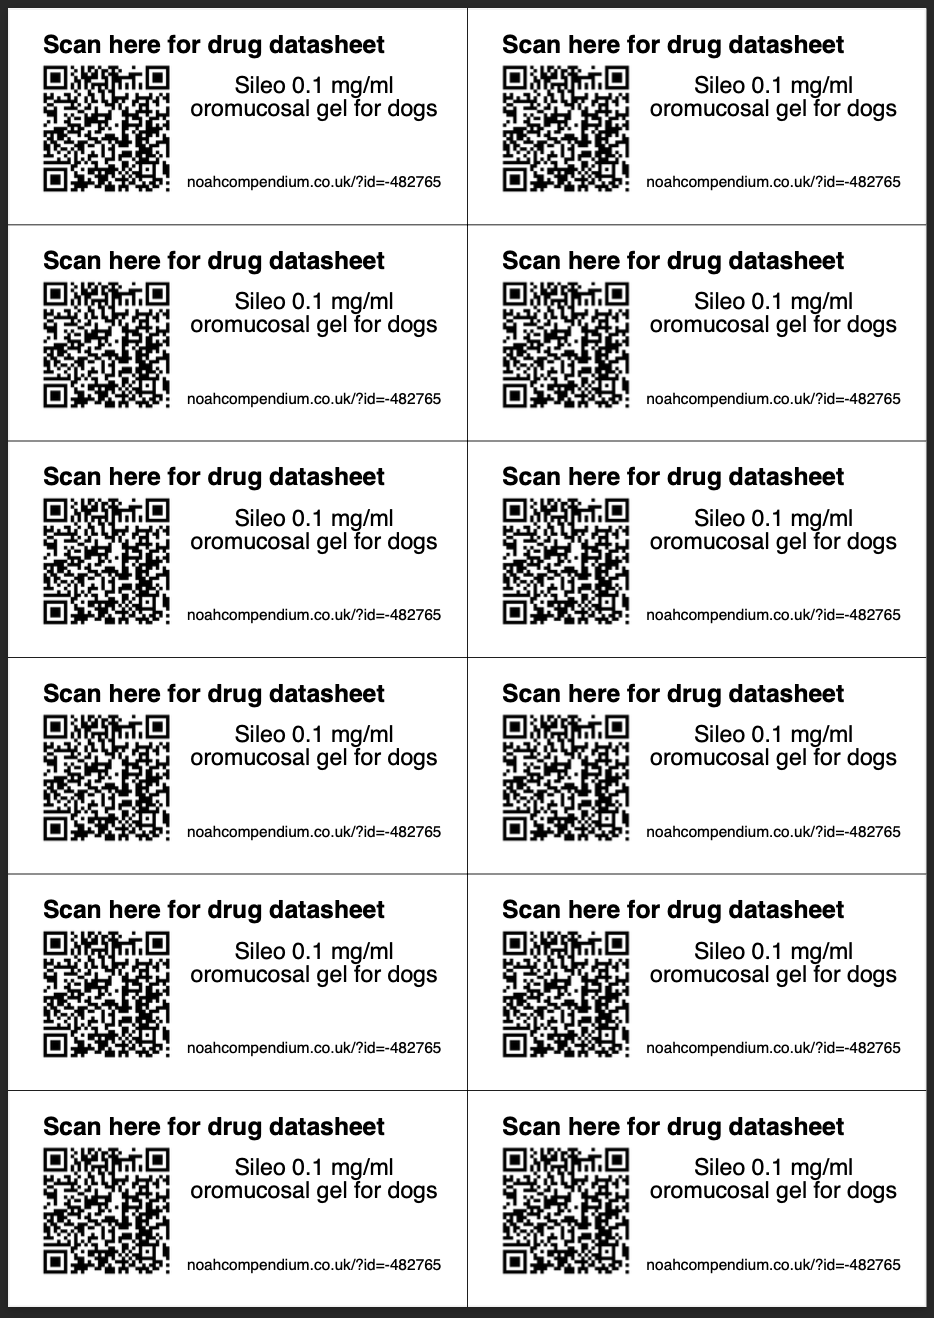 Scan here for drug datasheet
Sileo 0.1 mg/ml
oromucosal gel for dogs
noahcompendium.co.uk/?id=-482765
Scan here for drug datasheet
Sileo 0.1 mg/ml
oromucosal gel for dogs
noahcompendium.co.uk/?id=-482765
Scan here for drug datasheet
Sileo 0.1 mg/ml
oromucosal gel for dogs
noahcompendium.co.uk/?id=-482765
Scan here for drug datasheet
Sileo 0.1 mg/ml
oromucosal gel for dogs
noahcompendium.co.uk/?id=-482765
Scan here for drug datasheet
Sileo 0.1 mg/ml
oromucosal gel for dogs
noahcompendium.co.uk/?id=-482765
Scan here for drug datasheet
Sileo 0.1 mg/ml
oromucosal gel for dogs
noahcompendium.co.uk/?id=-482765
Scan here for drug datasheet
Sileo 0.1 mg/ml
oromucosal gel for dogs
noahcompendium.co.uk/?id=-482765
Scan here for drug datasheet
Sileo 0.1 mg/ml
oromucosal gel for dogs
noahcompendium.co.uk/?id=-482765
Scan here for drug datasheet
Sileo 0.1 mg/ml
oromucosal gel for dogs
noahcompendium.co.uk/?id=-482765
Scan here for drug datasheet
Sileo 0.1 mg/ml
oromucosal gel for dogs
noahcompendium.co.uk/?id=-482765
Scan here for drug datasheet
Sileo 0.1 mg/ml
oromucosal gel for dogs
noahcompendium.co.uk/?id=-482765
Scan here for drug datasheet
Sileo 0.1 mg/ml
oromucosal gel for dogs
noahcompendium.co.uk/?id=-482765